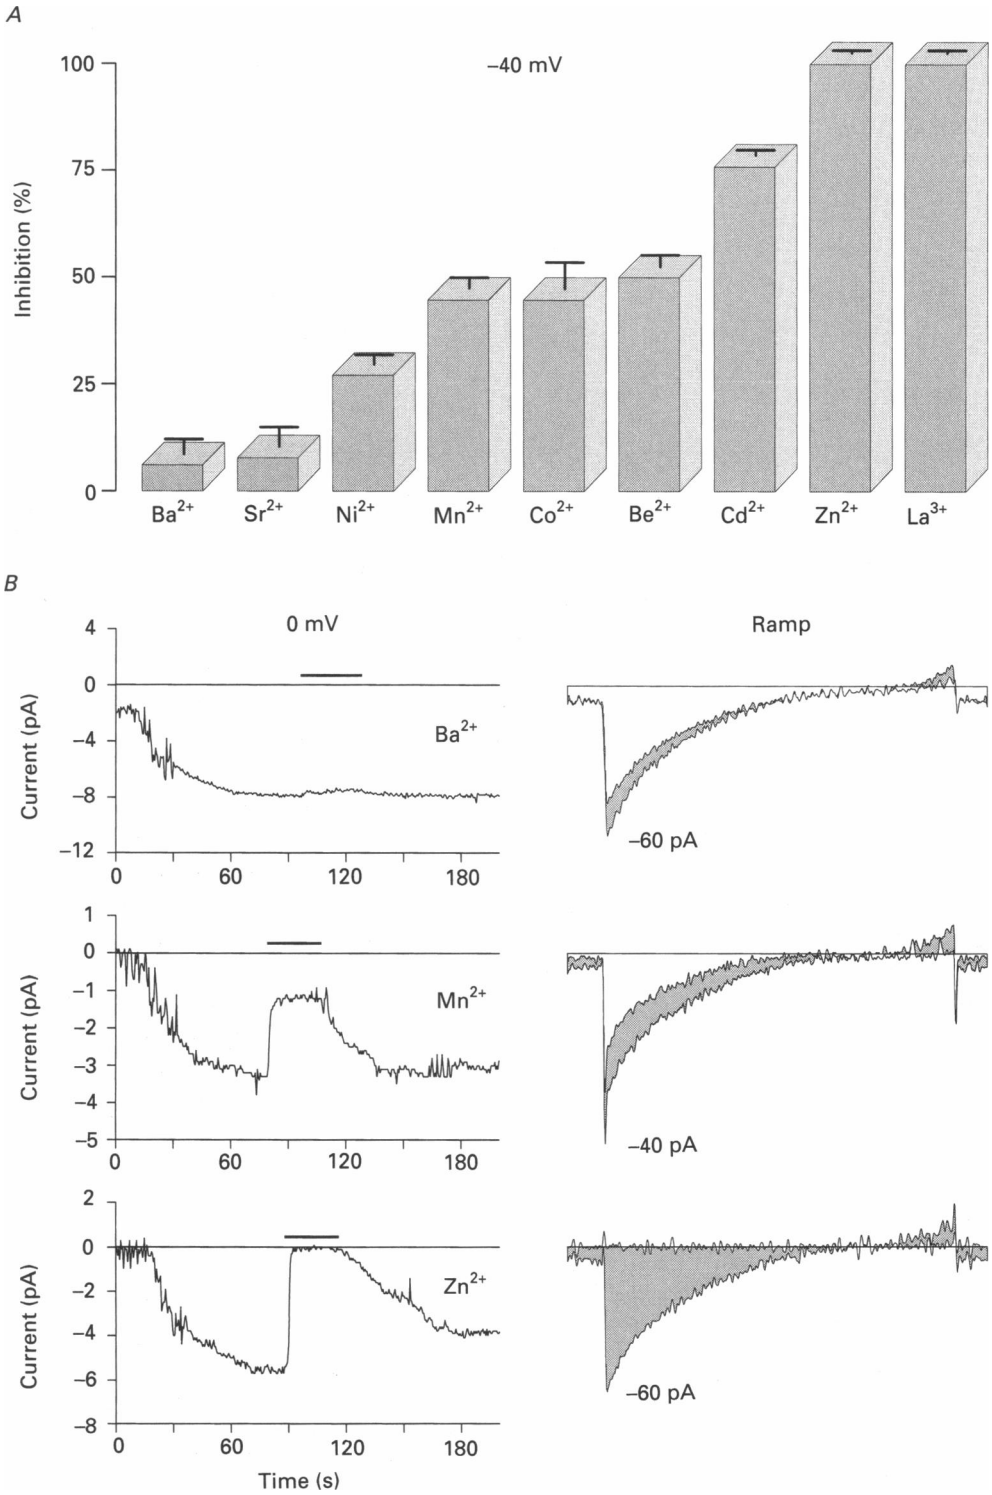 A
–40 mV
Inhibition (%)
100
75
50
25
0
Ba2+ Sr2+ Ni2+ Mn2+ Co2+ Be2+ Cd2+ Zn2+ La3+
B
0 mV
Ramp
Current (pA)
4
0
–4
–8
–12
Ba2+
–60 pA
0 60 120 180
Current (pA)
1
0
–1
–2
–3
–4
–5
Mn2+
–40 pA
0 60 120 180
Current (pA)
2
0
–2
–4
–6
–8
Zn2+
–60 pA
0 60 120 180
Time (s)